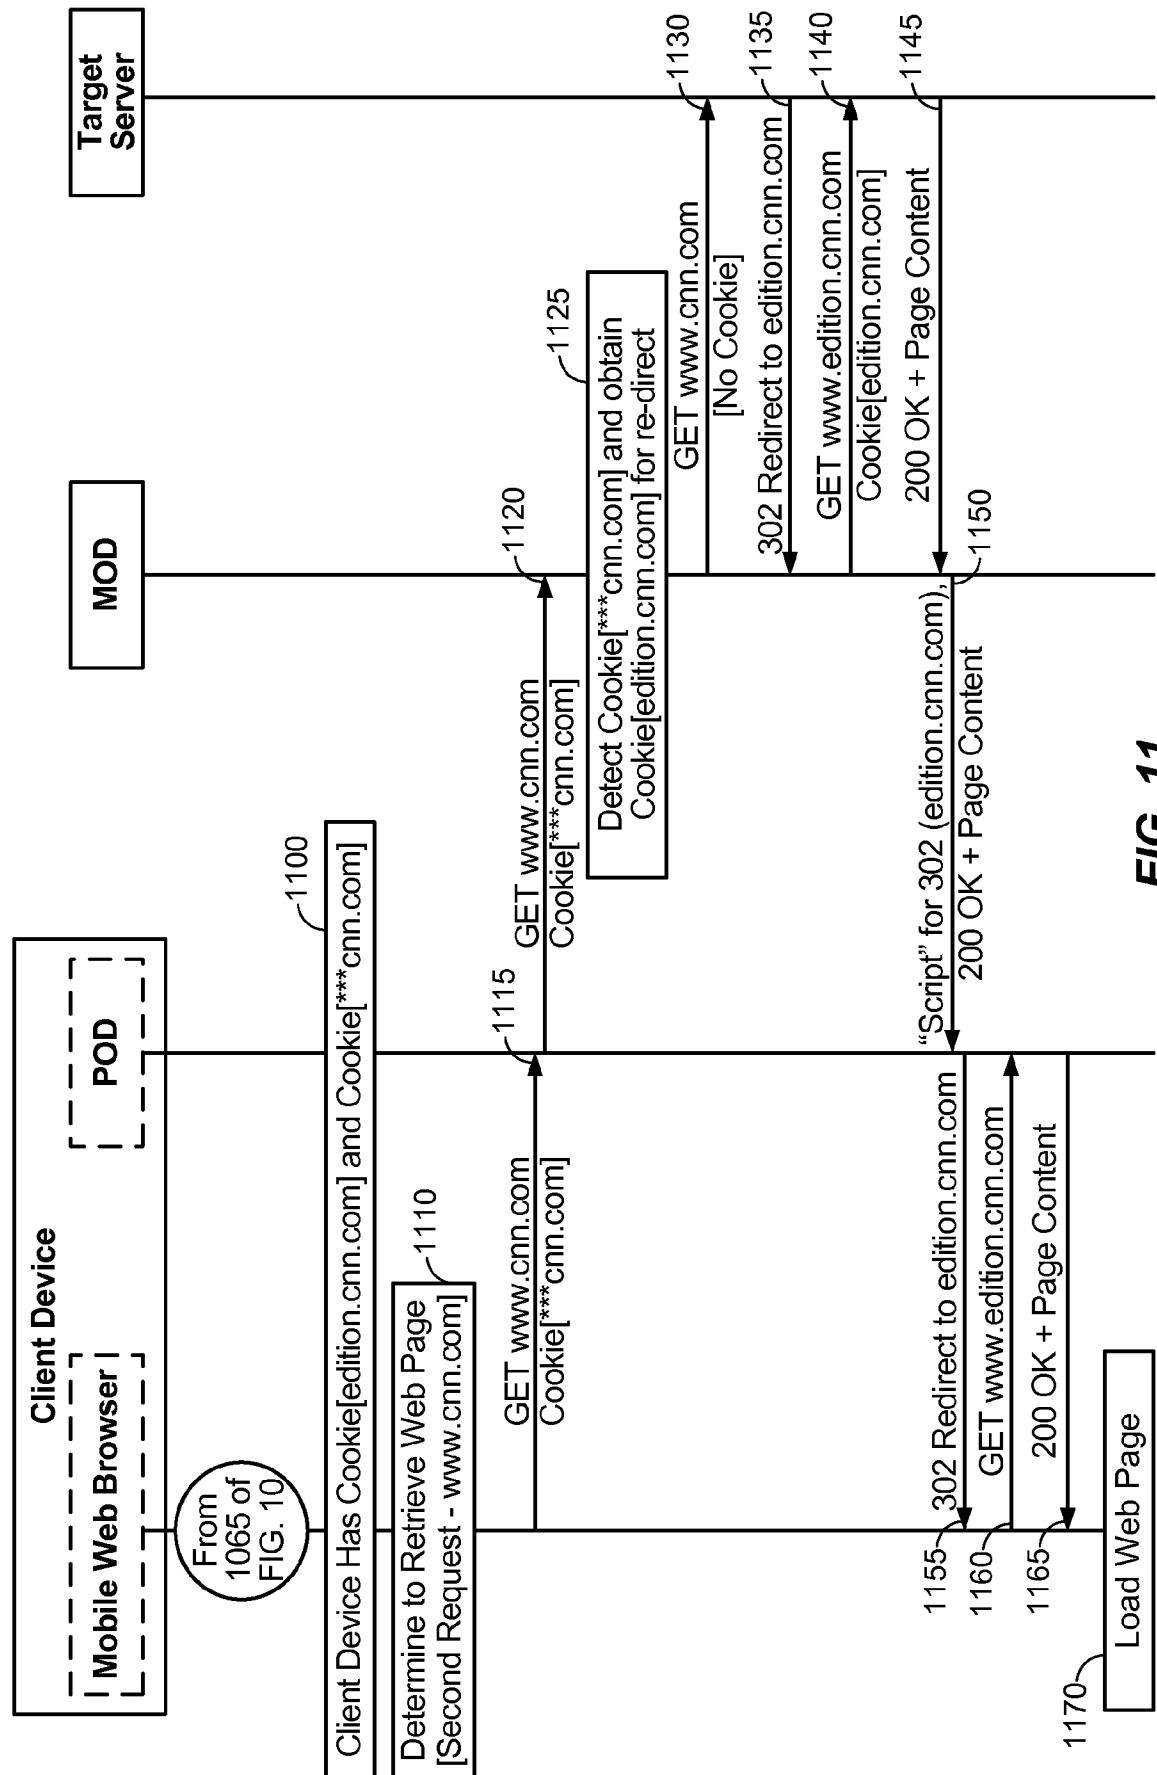 Client Device
Mobile Web Browser
POD
MOD
Target
Server
From
1065 of
FIG. 10
Client Device Has Cookie[edition.cnn.com] and Cookie[***cnn.com]
1100
Determine to Retrieve Web Page
[Second Request - www.cnn.com]
1110
GET www.cnn.com
Cookie[***cnn.com]
1115
GET www.cnn.com
Cookie[***cnn.com]
1120
Detect Cookie[***cnn.com] and obtain
Cookie[edition.cnn.com] for re-direct
1125
GET www.cnn.com
[No Cookie]
1130
302 Redirect to edition.cnn.com
1135
GET www.edition.cnn.com
Cookie[edition.cnn.com]
1140
200 OK + Page Content
1145
"Script" for 302 (edition.cnn.com),
200 OK + Page Content
1150
1155
302 Redirect to edition.cnn.com
1160
GET www.edition.cnn.com
1165
200 OK + Page Content
1170
Load Web Page
FIG. 11